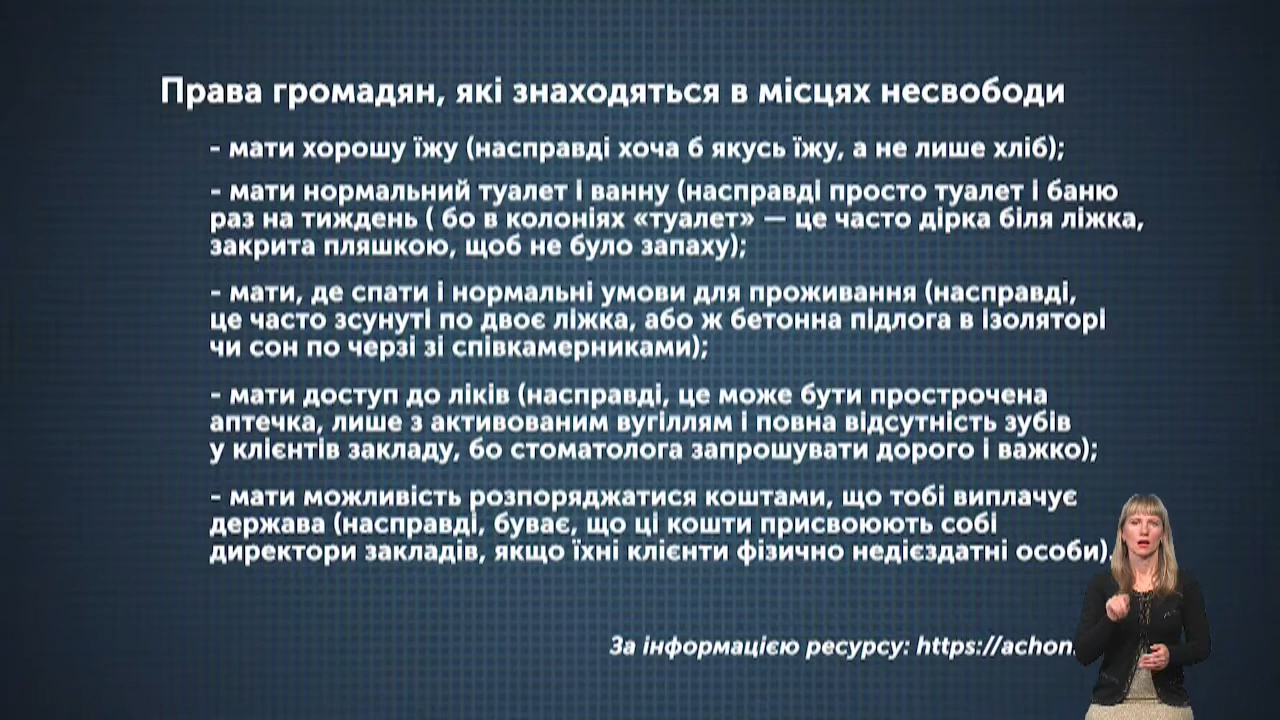 Права громадян, які знаходяться в місцях несвободи
- мати хорошу їжу (насправді хоча б якусь їжу, а не лише хліб);
- мати нормальний туалет і ванну (насправді просто туалет і баню
раз на тиждень ( бо в колоніях «туалет» — це часто дірка біля ліжка,
закрита пляшкою, щоб не було запаху);
- мати, де спати і нормальні умови для проживання (насправді,
це часто зсунуті по двоє ліжка, або ж бетонна підлога в ізоляторі
чи сон по черзі зі співкамерниками);
- мати доступ до ліків (насправді, це може бути прострочена
аптечка, лише з активованим вугіллям і повна відсутність зубів
у клієнтів закладу, бо стоматолога запрошувати дорого і важко);
- мати можливість розпоряджатися коштами, що тобі виплачує
держава (насправді, буває, що ці кошти присвоюють собі
директори закладів, якщо їхні клієнти фізично недієздатні особи).
За інформацією ресурсу: https://achon